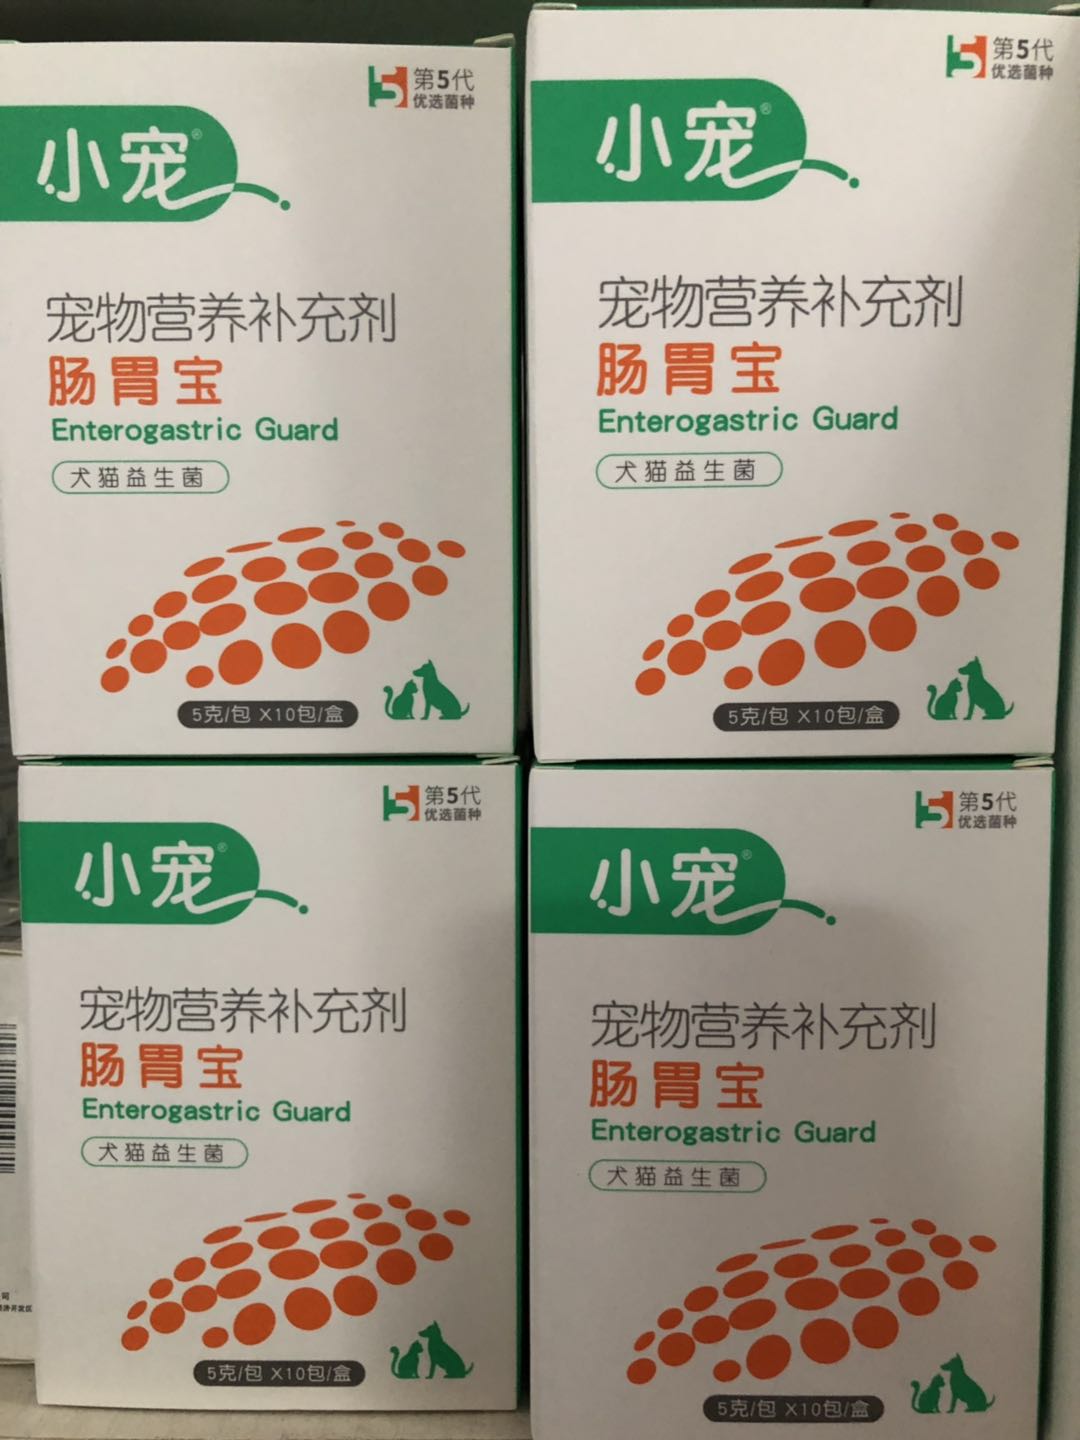 第5代
优选菌种
小宠®
宠物营养补充剂
肠胃宝
Enterogastric Guard
犬猫益生菌
5克/包 X10包/盒
第5代
优选菌种
小宠®
宠物营养补充剂
肠胃宝
Enterogastric Guard
犬猫益生菌
5克/包 X10包/盒
第5代
优选菌种
小宠®
宠物营养补充剂
肠胃宝
Enterogastric Guard
犬猫益生菌
5克/包 X10包/盒
司
经济开发区
第5代
优选菌种
小宠®
宠物营养补充剂
肠胃宝
Enterogastric Guard
犬猫益生菌
5克/包 X10包/盒